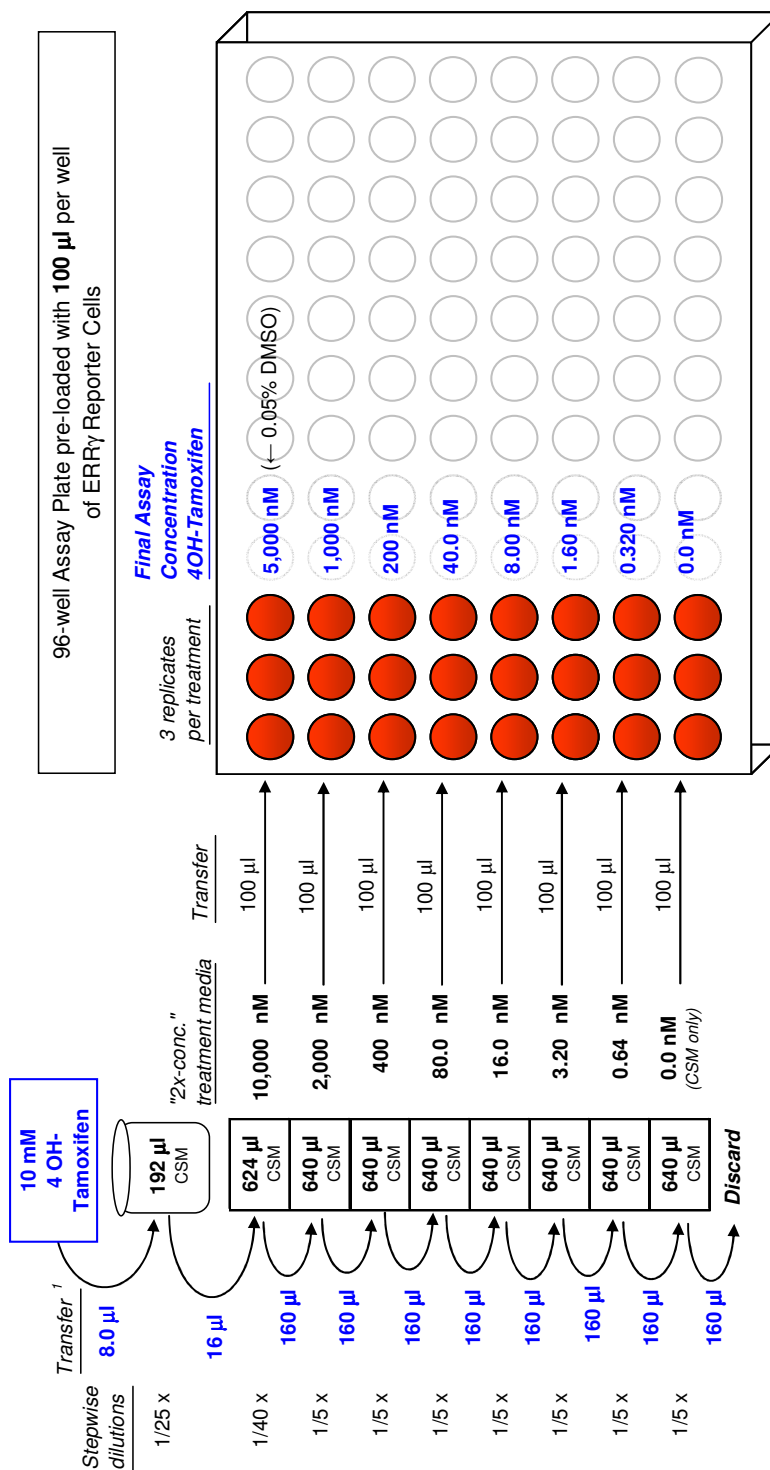 96-well Assay Plate pre-loaded with 100 µl per well
of ERRγ Reporter Cells
Stepwise
dilutions
1/25 x
1/40 x
1/5 x
1/5 x
1/5 x
1/5 x
1/5 x
1/5 x
1/5 x
Transfer 1
8.0 µl
16 µl
160 µl
160 µl
160 µl
160 µl
160 µl
160 µl
160 µl
160 µl
10 mM
4 OH-
Tamoxifen
192 µl
CSM
624 µl
CSM
640 µl
CSM
640 µl
CSM
640 µl
CSM
640 µl
CSM
640 µl
CSM
640 µl
CSM
640 µl
CSM
Discard
"2x-conc."
treatment media
10,000 nM
2,000 nM
400 nM
80.0 nM
16.0 nM
3.20 nM
0.64 nM
0.0 nM
(CSM only)
Transfer
100 µl
100 µl
100 µl
100 µl
100 µl
100 µl
100 µl
100 µl
3 replicates
per treatment
Final Assay
Concentration
4OH-Tamoxifen
5,000 nM (← 0.05% DMSO)
1,000 nM
200 nM
40.0 nM
8.00 nM
1.60 nM
0.320 nM
0.0 nM